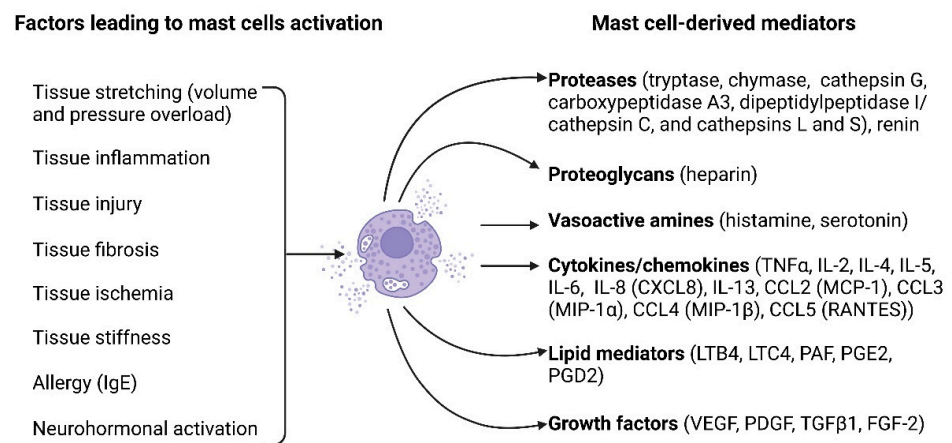 Factors leading to mast cells activation
Tissue stretching (volume
and pressure overload)
Tissue inflammation
Tissue injury
Tissue fibrosis
Tissue ischemia
Tissue stiffness
Allergy (IgE)
Neurohormonal activation
Mast cell-derived mediators
Proteases (tryptase, chymase, cathepsin G,
carboxypeptidase A3, dipeptidylpeptidase I/
cathepsin C, and cathepsins L and S), renin
Proteoglycans (heparin)
Vasoactive amines (histamine, serotonin)
Cytokines/chemokines (TNFα, IL-2, IL-4, IL-5,
IL-6, IL-8 (CXCL8), IL-13, CCL2 (MCP-1), CCL3
(MIP-1α), CCL4 (MIP-1β), CCL5 (RANTES))
Lipid mediators (LTB4, LTC4, PAF, PGE2,
PGD2)
Growth factors (VEGF, PDGF, TGFβ1, FGF-2)